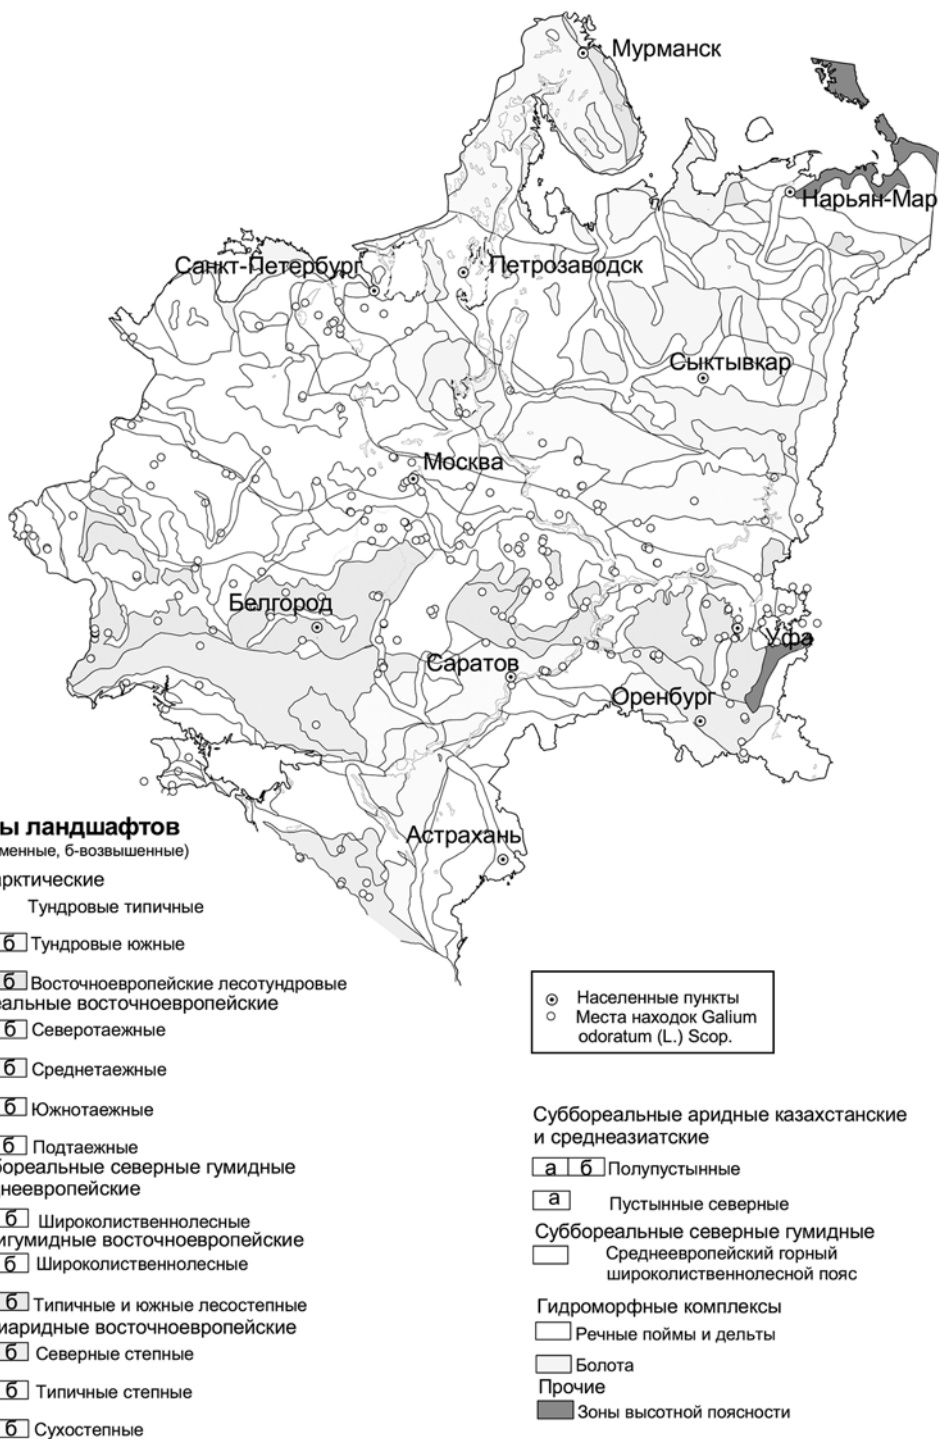 Мурманск
Нарьян-Мар
Санкт-Петербург
Петрозаводск
Сыктывкар
Москва
Белгород
Уфа
Саратов
Оренбург
Астрахань
ы ландшафтов
менные, б-возвышенные)
рктические
Тундровые типичные
б Тундровые южные
б Восточноевропейские лесотундровые
еальные восточноевропейские
б Северотаежные
б Среднетаежные
б Южнотаежные
б Подтаежные
бореальные северные гумидные
днеевропейские
б Широколиственнолесные
игумидные восточноевропейские
б Широколиственнолесные
б Типичные и южные лесостепные
иаридные восточноевропейские
б Северные степные
б Типичные степные
б Сухостепные
Населенные пункты
Места находок Galium
odoratum (L.) Scop.
Суббореальные аридные казахстанские
и среднеазиатские
а б Полупустынные
а Пустынные северные
Суббореальные северные гумидные
Среднеевропейский горный
широколиственнолесной пояс
Гидроморфные комплексы
Речные поймы и дельты
Болота
Прочие
Зоны высотной поясности